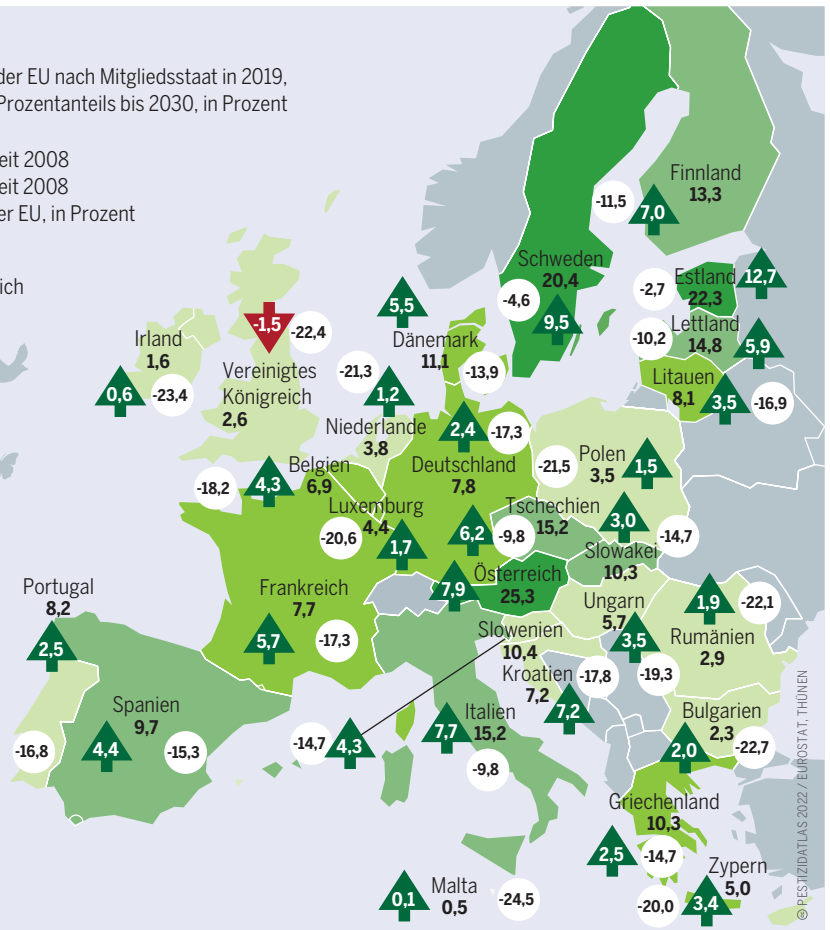 der EU nach Mitgliedsstaat in 2019,
Prozentanteils bis 2030, in Prozent
eit 2008
eit 2008
er EU, in Prozent
ich
Finnland
13,3
-11,5
7,0
Schweden
20,4
-4,6
9,5
-2,7
Estland
22,3
12,7
-10,2
Lettland
14,8
5,9
Litauen
8,1
3,5
-16,9
5,5
Dänemark
11,1
-13,9
Irland
1,6
0,6
-23,4
-1,5
-22,4
Vereinigtes
Königreich
2,6
-21,3
1,2
Niederlande
3,8
2,4
-17,3
Deutschland
7,8
-21,5
Polen
3,5
1,5
-18,2
4,3
Belgien
6,9
Luxemburg
4,4
-20,6
1,7
6,2
-9,8
Tschechien
15,2
3,0
-14,7
Slowakei
10,3
7,9
Österreich
25,3
Portugal
8,2
2,5
-16,8
Frankreich
7,7
5,7
-17,3
Ungarn
5,7
3,5
-19,3
1,9
-22,1
Rumänien
2,9
Slowenien
10,4
-14,7
4,3
Kroatien
7,2
-17,8
7,2
Spanien
9,7
4,4
-15,3
Italien
15,2
7,7
-9,8
Bulgarien
2,3
2,0
-22,7
Griechenland
10,3
2,5
-14,7
Zypern
5,0
-20,0
3,4
Malta
0,5
0,1
-24,5
PESTIZIDATLAS 2022 / EUROSTAT, THÜNEN